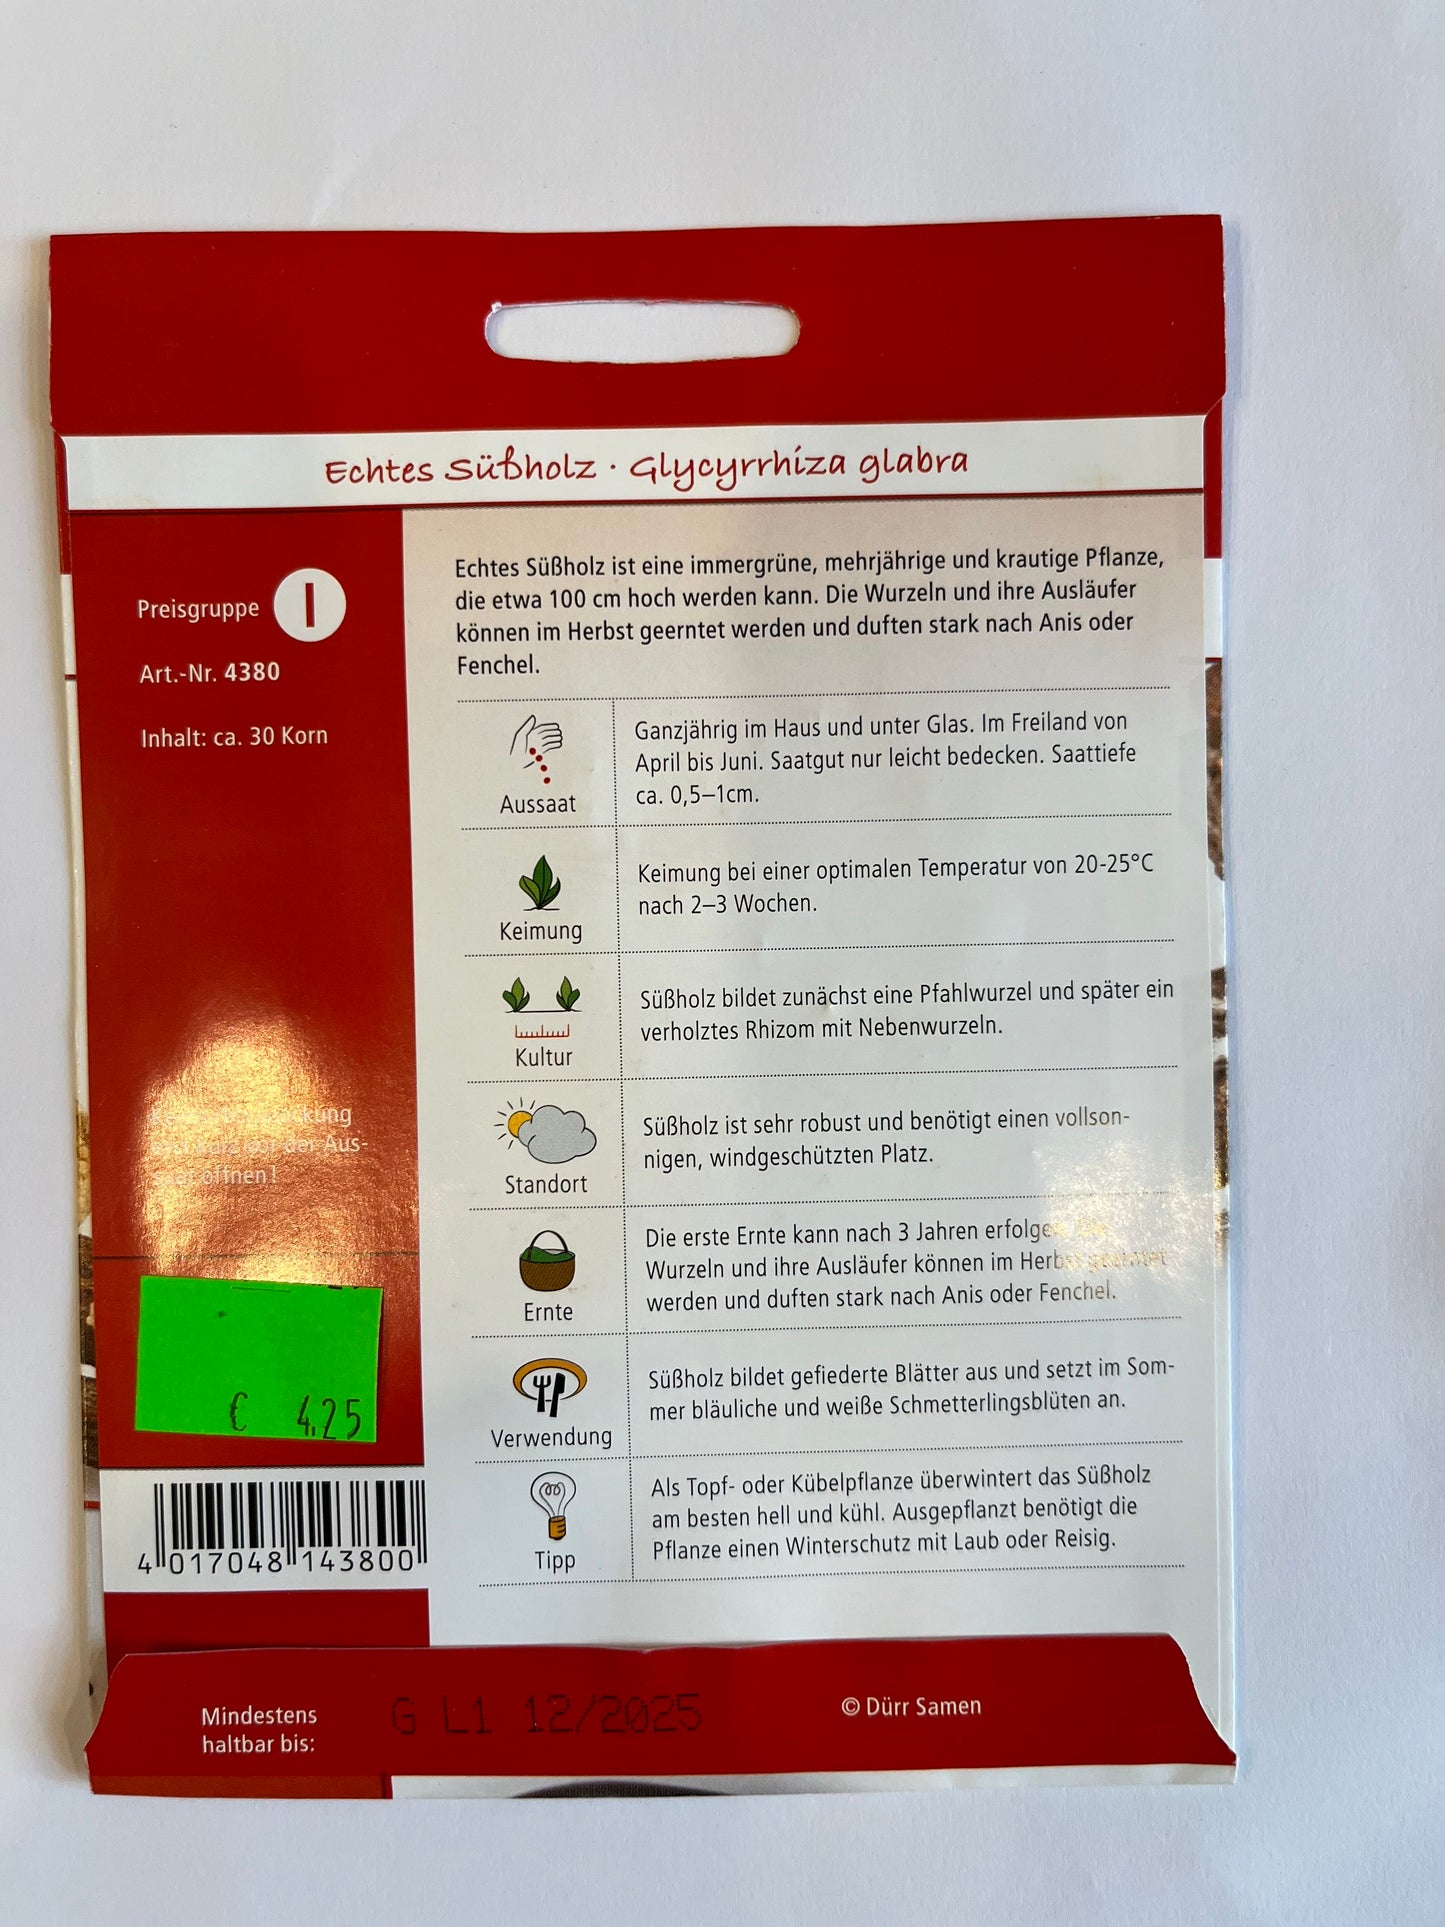 Echtes Süßholz · Glycyrrhiza glabra
Preisgruppe I
Art.-Nr. 4380
Inhalt: ca. 30 Korn
Echtes Süßholz ist eine immergrüne, mehrjährige und krautige Pflanze,
die etwa 100 cm hoch werden kann. Die Wurzeln und ihre Ausläufer
können im Herbst geerntet werden und duften stark nach Anis oder
Fenchel.
Aussaat
Ganzjährig im Haus und unter Glas. Im Freiland von
April bis Juni. Saatgut nur leicht bedecken. Saattiefe
ca. 0,5–1cm.
Keimung
Keimung bei einer optimalen Temperatur von 20-25°C
nach 2–3 Wochen.
Kultur
Süßholz bildet zunächst eine Pfahlwurzel und später ein
verholztes Rhizom mit Nebenwurzeln.
Standort
Süßholz ist sehr robust und benötigt einen vollson-
nigen, windgeschützten Platz.
Ernte
Die erste Ernte kann nach 3 Jahren erfolgen. Die
Wurzeln und ihre Ausläufer können im Herbst geerntet
werden und duften stark nach Anis oder Fenchel.
Verwendung
Süßholz bildet gefiederte Blätter aus und setzt im Som-
mer bläuliche und weiße Schmetterlingsblüten an.
Tipp
Als Topf- oder Kübelpflanze überwintert das Süßholz
am besten hell und kühl. Ausgepflanzt benötigt die
Pflanze einen Winterschutz mit Laub oder Reisig.
vor der Aus-
saat öffnen!
€ 4,25
4 017048 143800
Mindestens
haltbar bis:
G L1 12/2025
© Dürr Samen